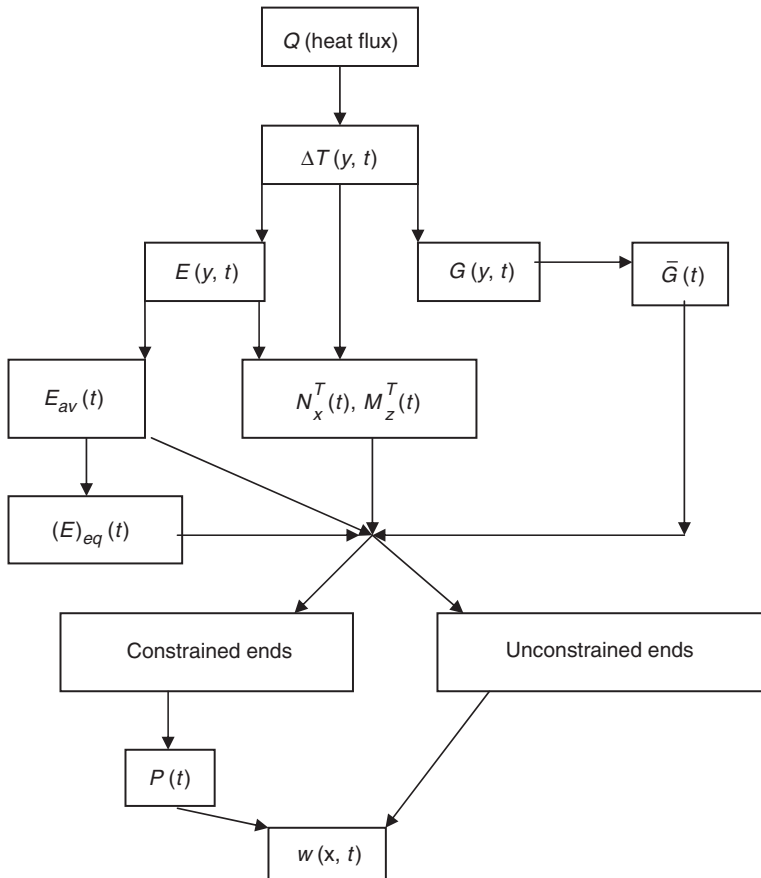 Q (heat flux)
ΔT (y, t)
E (y, t)
G (y, t)
G̅ (t)
E_av (t)
N_x^T(t), M_z^T(t)
(E)_eq (t)
Constrained ends
Unconstrained ends
P (t)
w (x, t)